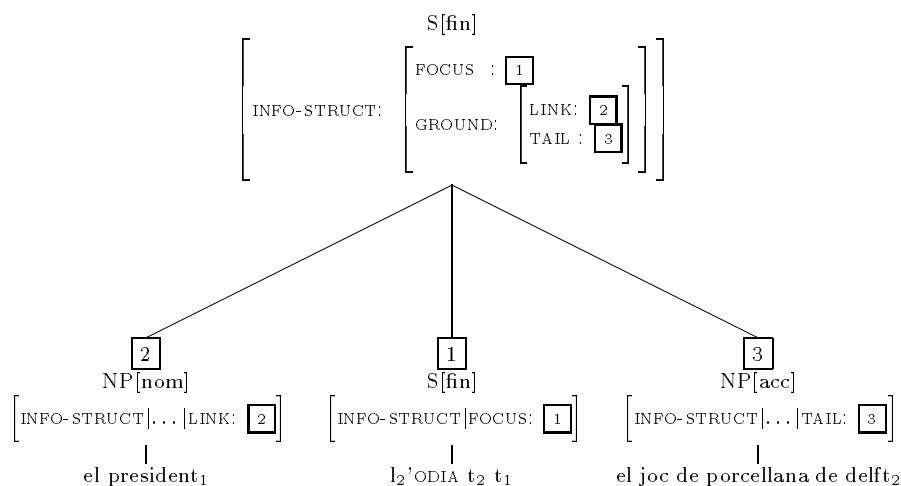 S[fin]
FOCUS : 1
INFO-STRUCT:
GROUND:
LINK: 2
TAIL : 3
2 1 3
NP[nom] S[fin] NP[acc]
[INFO-STRUCT|...|LINK: 2] [INFO-STRUCT|FOCUS: 1] [INFO-STRUCT|...|TAIL: 3]
el president₁ l₂'ODIA t₂ t₁ el joc de porcellana de delft₂